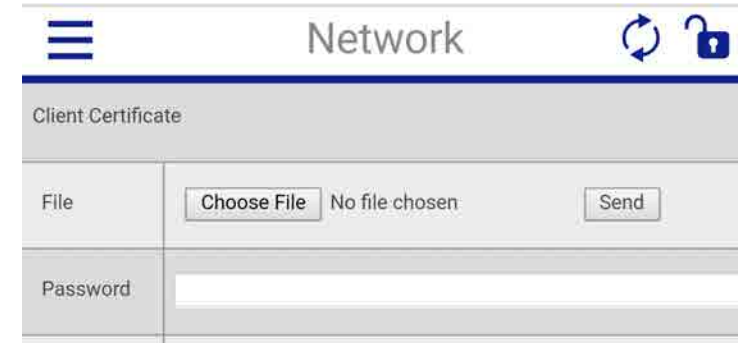 Network
Client Certificate
File
Choose File No file chosen
Send
Password